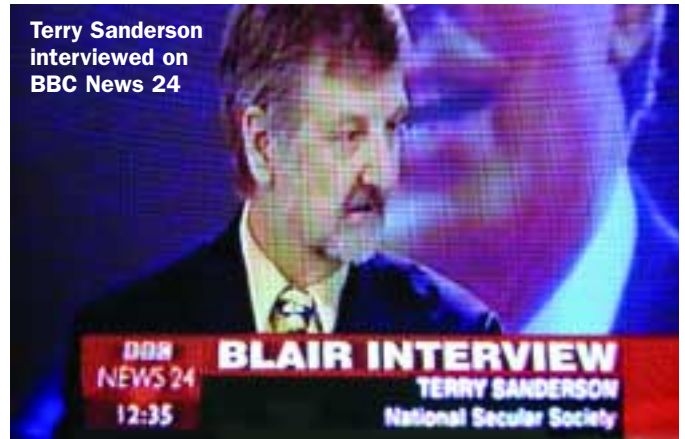 Terry Sanderson
interviewed on
BBC News 24
BBC
NEWS 24
12:35
BLAIR INTERVIEW
TERRY SANDERSON
National Secular Society